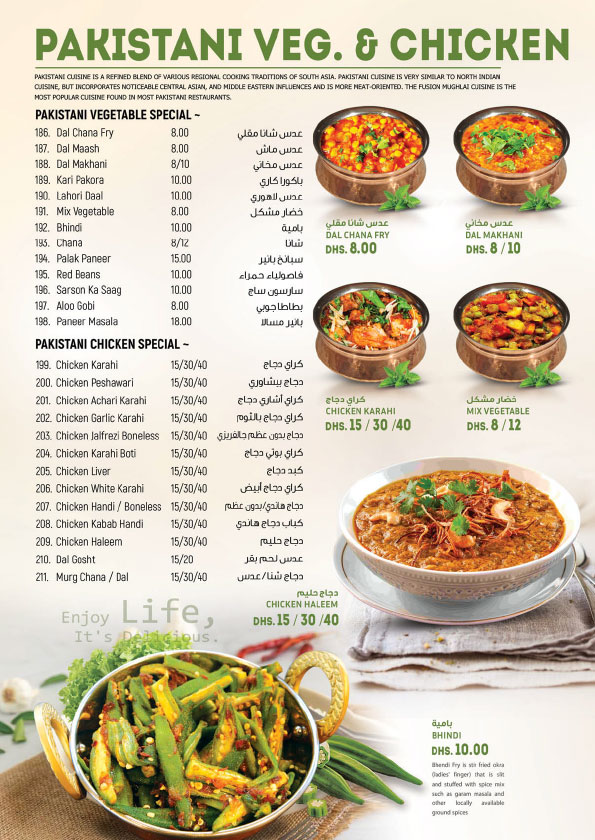 PAKISTANI VEG. & CHICKEN
PAKISTANI CUISINE IS A REFINED BLEND OF VARIOUS REGIONAL COOKING TRADITIONS OF SOUTH ASIA. PAKISTANI CUISINE IS VERY SIMILAR TO NORTH INDIAN
CUISINE, BUT INCORPORATES NOTICEABLE CENTRAL ASIAN, AND MIDDLE EASTERN INFLUENCES AND IS MORE MEAT-ORIENTED. THE FUSION MUGHLAI CUISINE IS THE
MOST POPULAR CUISINE FOUND IN MOST PAKISTANI RESTAURANTS.
PAKISTANI VEGETABLE SPECIAL ~
186. Dal Chana Fry 8.00 عدس شانا مقلي
187. Dal Maash 8.00 عدس ماش
188. Dal Makhani 8/10 عدس مخاني
189. Kari Pakora 10.00 باكورا كاري
190. Lahori Daal 10.00 عدس لاهوري
191. Mix Vegetable 8.00 خضار مشكل
192. Bhindi 10.00 بامية
193. Chana 8/12 شانا
194. Palak Paneer 15.00 سبانخ بانير
195. Red Beans 10.00 فاصولياء حمراء
196. Sarson Ka Saag 10.00 سارسون ساج
197. Aloo Gobi 8.00 بطاطا جوبي
198. Paneer Masala 18.00 بانير مسالا
PAKISTANI CHICKEN SPECIAL ~
199. Chicken Karahi 15/30/40 كراي دجاج
200. Chicken Peshawari 15/30/40 دجاج بيشاوري
201. Chicken Achari Karahi 15/30/40 كراي أشاري دجاج
202. Chicken Garlic Karahi 15/30/40 كراي دجاج بالثوم
203. Chicken Jalfrezi Boneless 15/30/40 دجاج بدون عظم جالفريزي
204. Chicken Karahi Boti 15/30/40 كراي بوتي دجاج
205. Chicken Liver 15/30/40 كبد دجاج
206. Chicken White Karahi 15/30/40 كراي دجاج أبيض
207. Chicken Handi / Boneless 15/30/40 دجاج هاندي/بدون عظم
208. Chicken Kabab Handi 15/30/40 كباب دجاج هاندي
209. Chicken Haleem 15/30/40 دجاج حليم
210. Dal Gosht 15/20 عدس لحم بقر
211. Murg Chana / Dal 15/30/40 دجاج شنا/عدس
عدس شانا مقلي
DAL CHANA FRY
DHS. 8.00
عدس مخاني
DAL MAKHANI
DHS. 8 / 10
كراي دجاج
CHICKEN KARAHI
DHS. 15 / 30 /40
خضار مشكل
MIX VEGETABLE
DHS. 8 / 12
دجاج حليم
CHICKEN HALEEM
DHS. 15 / 30 /40
Enjoy Life,
It's Delicious.
بامية
BHINDI
DHS. 10.00
Bhendi Fry is stir fried okra
(ladies' finger) that is slit
and stuffed with spice mix
such as garam masala and
other locally available
ground spices